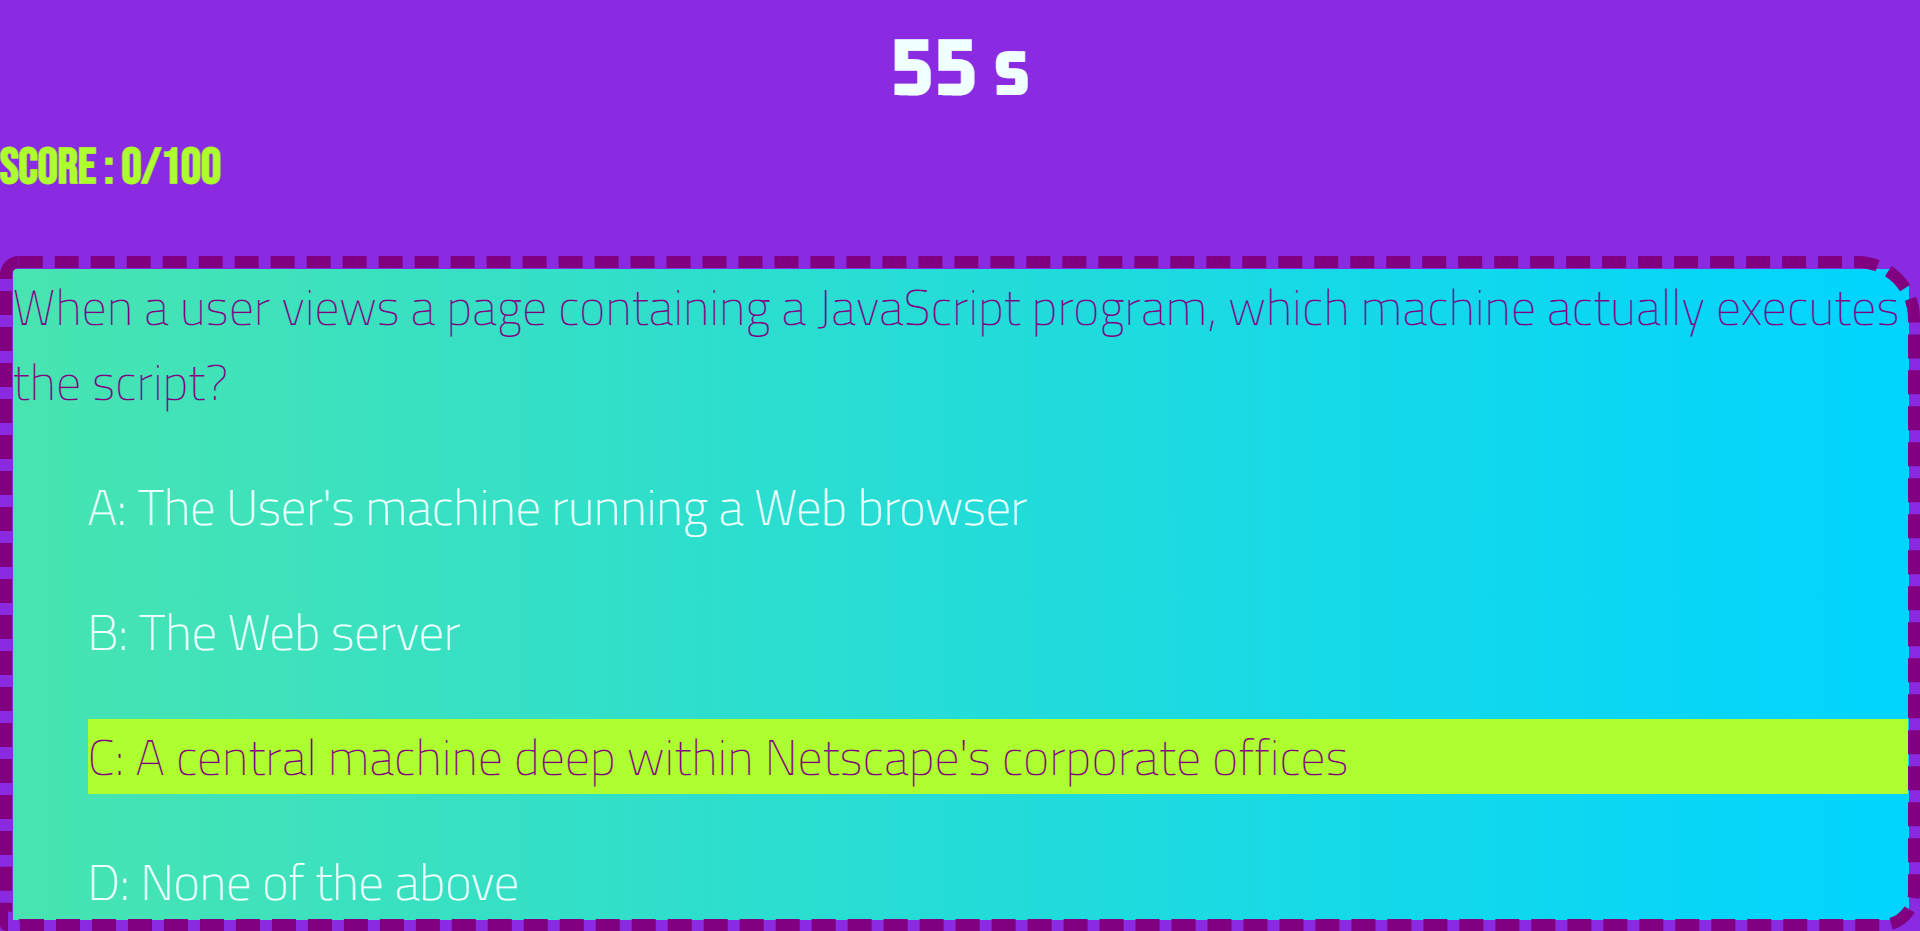 55 s
SCORE : 0/100
When a user views a page containing a JavaScript program, which machine actually executes
the script?
A: The User's machine running a Web browser
B: The Web server
C: A central machine deep within Netscape's corporate offices
D: None of the above